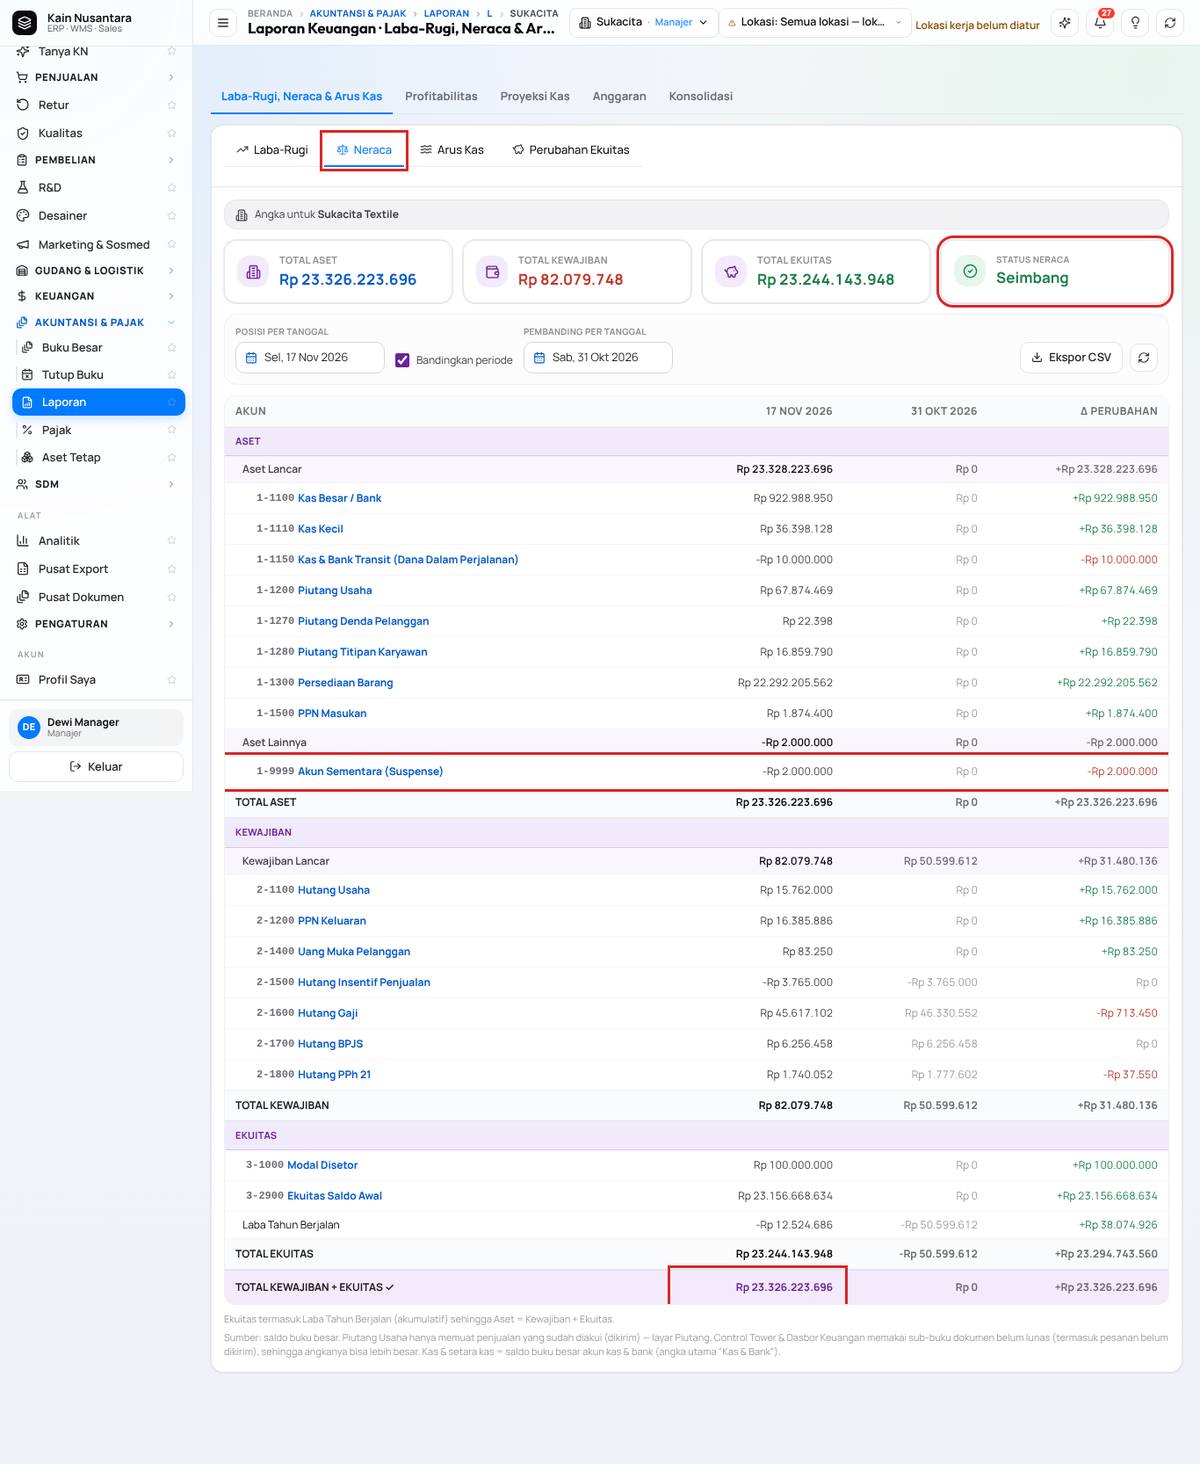 Kain Nusantara
ERP · WMS · Sales
Tanya KN
PENJUALAN
Retur
Kualitas
PEMBELIAN
R&D
Desainer
Marketing & Sosmed
GUDANG & LOGISTIK
KEUANGAN
AKUNTANSI & PAJAK
Buku Besar
Tutup Buku
Laporan
Pajak
Aset Tetap
SDM
ALAT
Analitik
Pusat Export
Pusat Dokumen
PENGATURAN
AKUN
Profil Saya
DE
Dewi Manager
Manajer
Keluar
BERANDA › AKUNTANSI & PAJAK › LAPORAN › L › SUKACITA
Laporan Keuangan · Laba-Rugi, Neraca & Ar...
Sukacita · Manajer
Lokasi: Semua lokasi — lok...
Lokasi kerja belum diatur
27
Laba-Rugi, Neraca & Arus Kas Profitabilitas Proyeksi Kas Anggaran Konsolidasi
Laba-Rugi Neraca Arus Kas Perubahan Ekuitas
Angka untuk Sukacita Textile
TOTAL ASET
Rp 23.326.223.696
TOTAL KEWAJIBAN
Rp 82.079.748
TOTAL EKUITAS
Rp 23.244.143.948
STATUS NERACA
Seimbang
POSISI PER TANGGAL
Sel, 17 Nov 2026
Bandingkan periode
PEMBANDING PER TANGGAL
Sab, 31 Okt 2026
Ekspor CSV
AKUN 17 NOV 2026 31 OKT 2026 Δ PERUBAHAN
ASET
Aset Lancar Rp 23.328.223.696 Rp 0 +Rp 23.328.223.696
1-1100 Kas Besar / Bank Rp 922.988.950 Rp 0 +Rp 922.988.950
1-1110 Kas Kecil Rp 36.398.128 Rp 0 +Rp 36.398.128
1-1150 Kas & Bank Transit (Dana Dalam Perjalanan) -Rp 10.000.000 Rp 0 -Rp 10.000.000
1-1200 Piutang Usaha Rp 67.874.469 Rp 0 +Rp 67.874.469
1-1270 Piutang Denda Pelanggan Rp 22.398 Rp 0 +Rp 22.398
1-1280 Piutang Titipan Karyawan Rp 16.859.790 Rp 0 +Rp 16.859.790
1-1300 Persediaan Barang Rp 22.292.205.562 Rp 0 +Rp 22.292.205.562
1-1500 PPN Masukan Rp 1.874.400 Rp 0 +Rp 1.874.400
Aset Lainnya -Rp 2.000.000 Rp 0 -Rp 2.000.000
1-9999 Akun Sementara (Suspense) -Rp 2.000.000 Rp 0 -Rp 2.000.000
TOTAL ASET Rp 23.326.223.696 Rp 0 +Rp 23.326.223.696
KEWAJIBAN
Kewajiban Lancar Rp 82.079.748 Rp 50.599.612 +Rp 31.480.136
2-1100 Hutang Usaha Rp 15.762.000 Rp 0 +Rp 15.762.000
2-1200 PPN Keluaran Rp 16.385.886 Rp 0 +Rp 16.385.886
2-1400 Uang Muka Pelanggan Rp 83.250 Rp 0 +Rp 83.250
2-1500 Hutang Insentif Penjualan -Rp 3.765.000 -Rp 3.765.000 Rp 0
2-1600 Hutang Gaji Rp 45.617.102 Rp 46.330.552 -Rp 713.450
2-1700 Hutang BPJS Rp 6.256.458 Rp 6.256.458 Rp 0
2-1800 Hutang PPh 21 Rp 1.740.052 Rp 1.777.602 -Rp 37.550
TOTAL KEWAJIBAN Rp 82.079.748 Rp 50.599.612 +Rp 31.480.136
EKUITAS
3-1000 Modal Disetor Rp 100.000.000 Rp 0 +Rp 100.000.000
3-2900 Ekuitas Saldo Awal Rp 23.156.668.634 Rp 0 +Rp 23.156.668.634
Laba Tahun Berjalan -Rp 12.524.686 -Rp 50.599.612 +Rp 38.074.926
TOTAL EKUITAS Rp 23.244.143.948 -Rp 50.599.612 +Rp 23.294.743.560
TOTAL KEWAJIBAN + EKUITAS ✓ Rp 23.326.223.696 Rp 0 +Rp 23.326.223.696
Ekuitas termasuk Laba Tahun Berjalan (akumulatif) sehingga Aset = Kewajiban + Ekuitas.
Sumber: saldo buku besar. Piutang Usaha hanya memuat penjualan yang sudah diakui (dikirim) — layar Piutang, Control Tower & Dasbor Keuangan memakai sub-buku dokumen belum lunas (termasuk pesanan belum
dikirim), sehingga angkanya bisa lebih besar. Kas & setara kas = saldo buku besar akun kas & bank (angka utama "Kas & Bank").